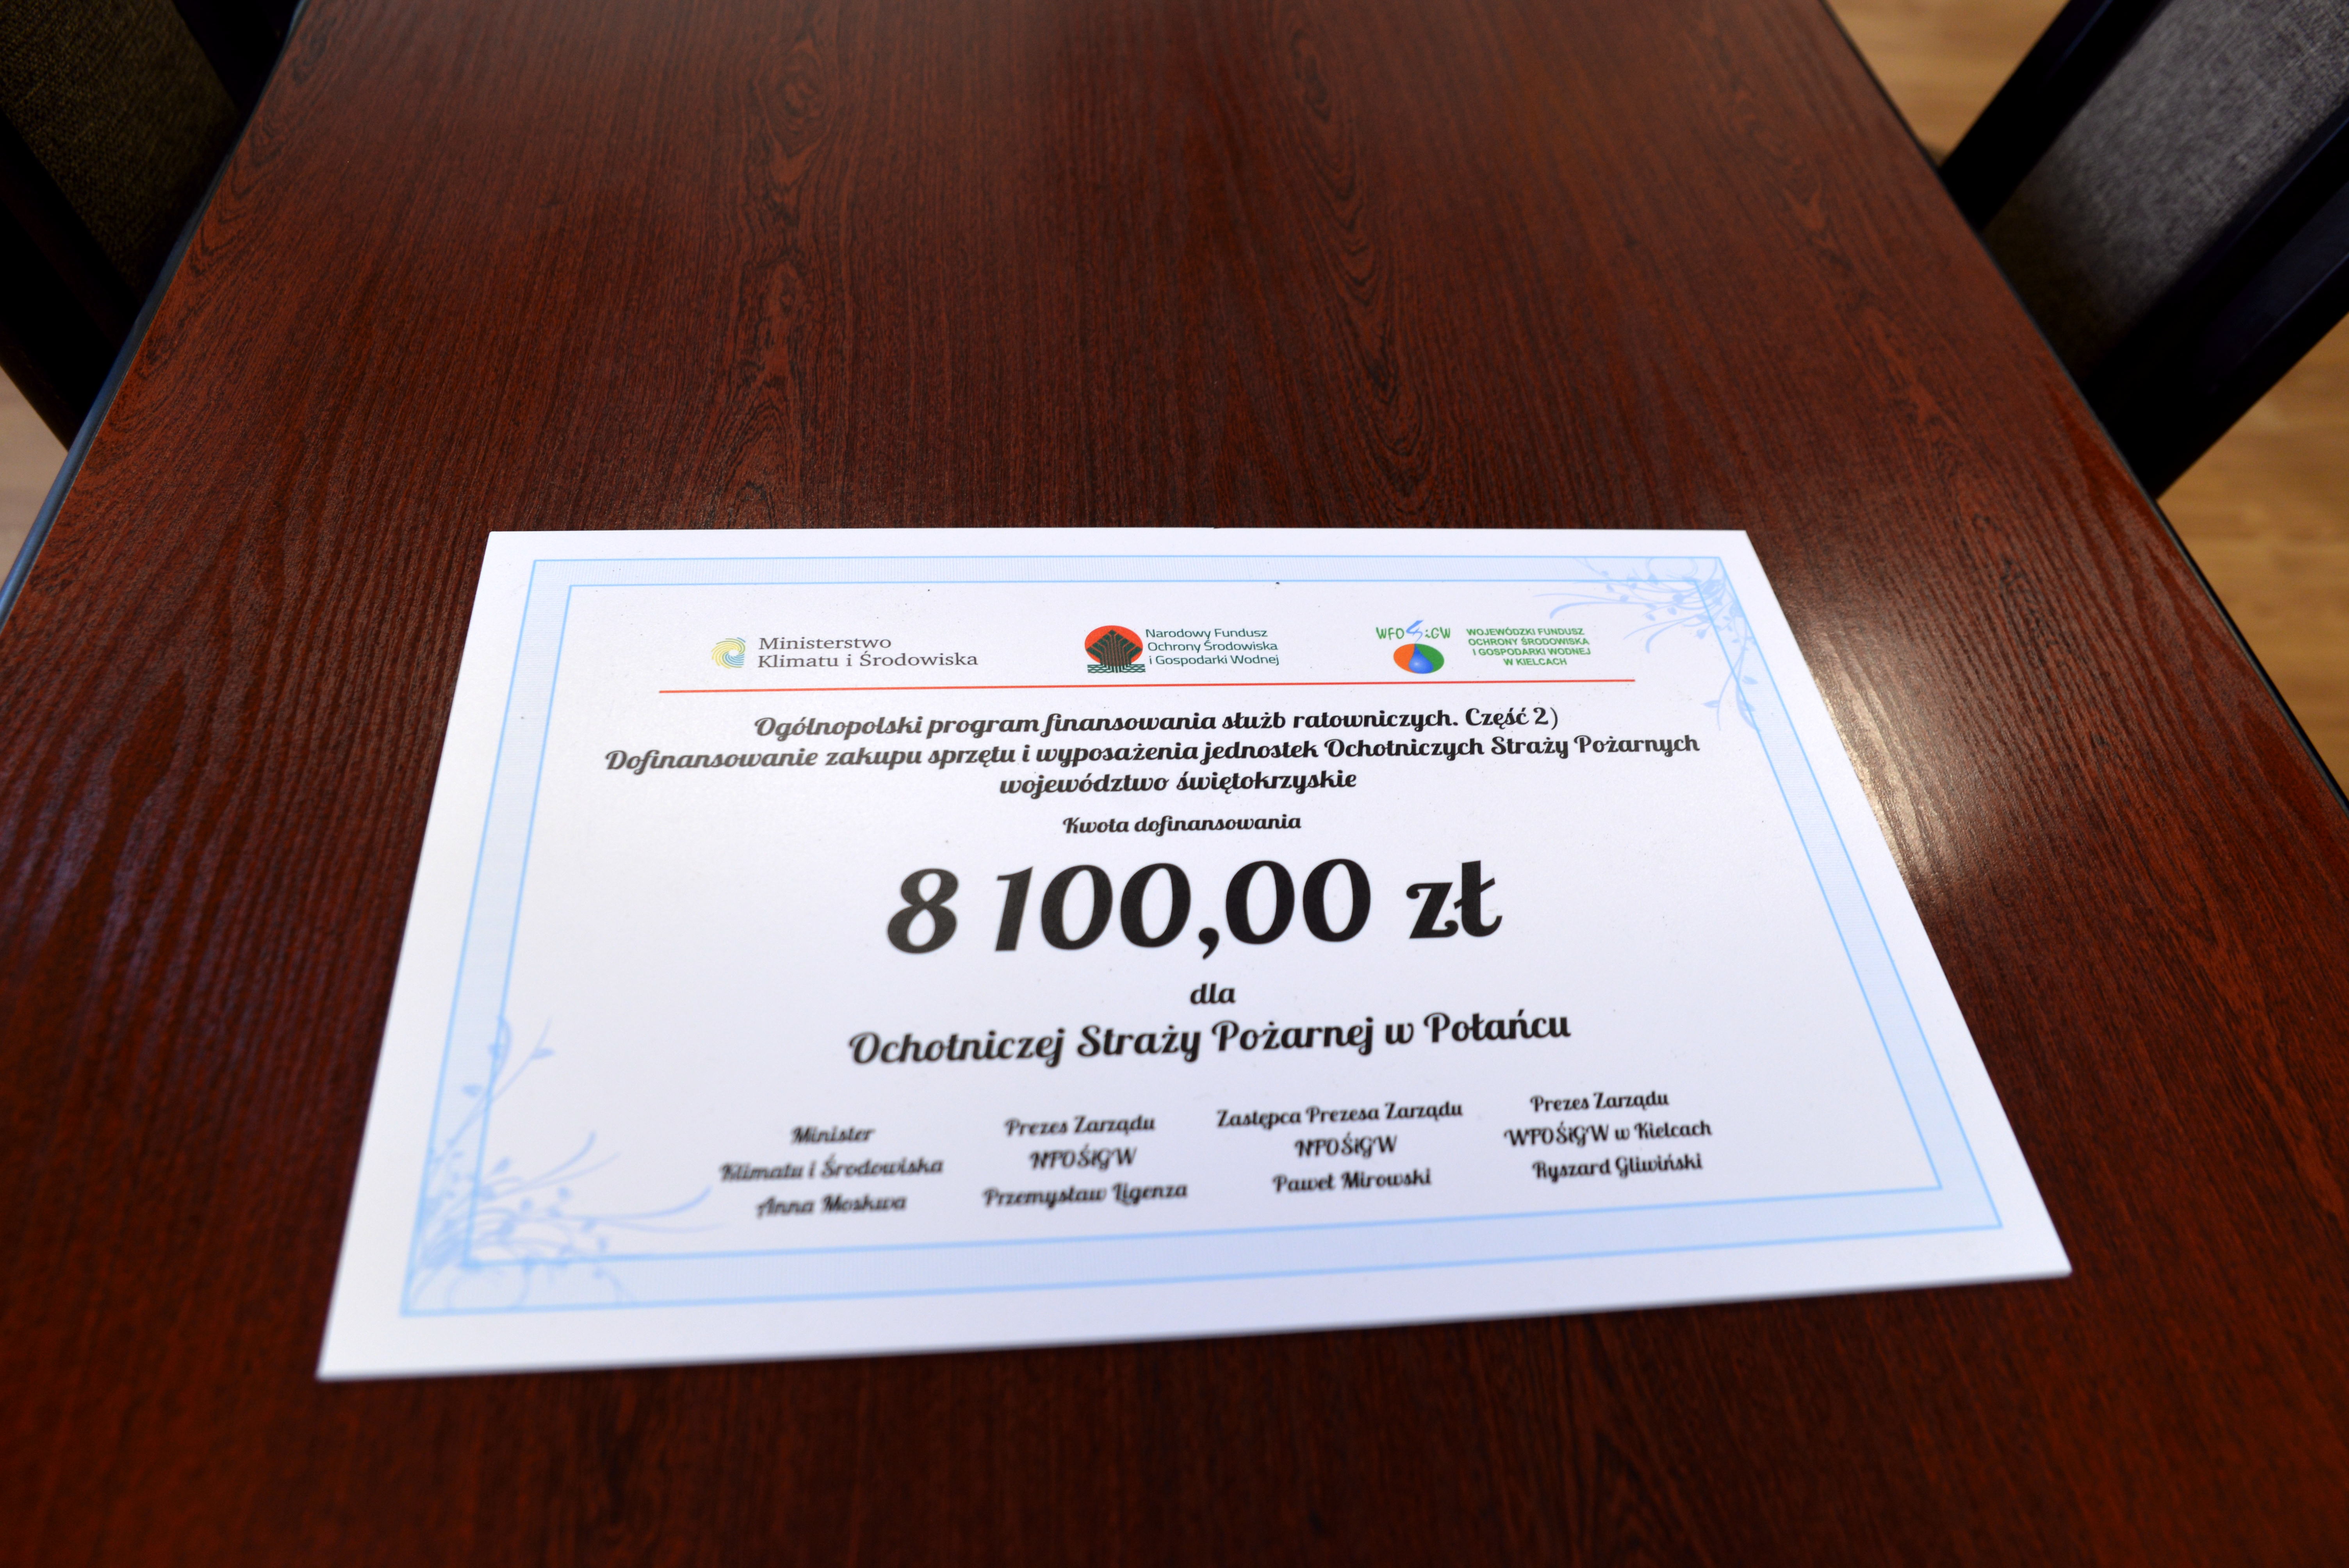 Ministerstwo
Klimatu i Środowiska
Narodowy Fundusz
Ochrony Środowiska
i Gospodarki Wodnej
WFOŚiGW
WOJEWÓDZKI FUNDUSZ
OCHRONY ŚRODOWISKA
I GOSPODARKI WODNEJ
W KIELCACH
Ogólnopolski program finansowania służb ratowniczych. Część 2)
Dofinansowanie zakupu sprzętu i wyposażenia jednostek Ochotniczych Straży Pożarnych
województwo świętokrzyskie
Kwota dofinansowania
8 100,00 zł
dla
Ochotniczej Straży Pożarnej w Połańcu
Minister
Klimatu i Środowiska
Anna Moskwa
Prezes Zarządu
NFOŚiGW
Przemysław Ligenza
Zastępca Prezesa Zarządu
NFOŚiGW
Paweł Mirowski
Prezes Zarządu
WFOŚiGW w Kielcach
Ryszard Gliwiński